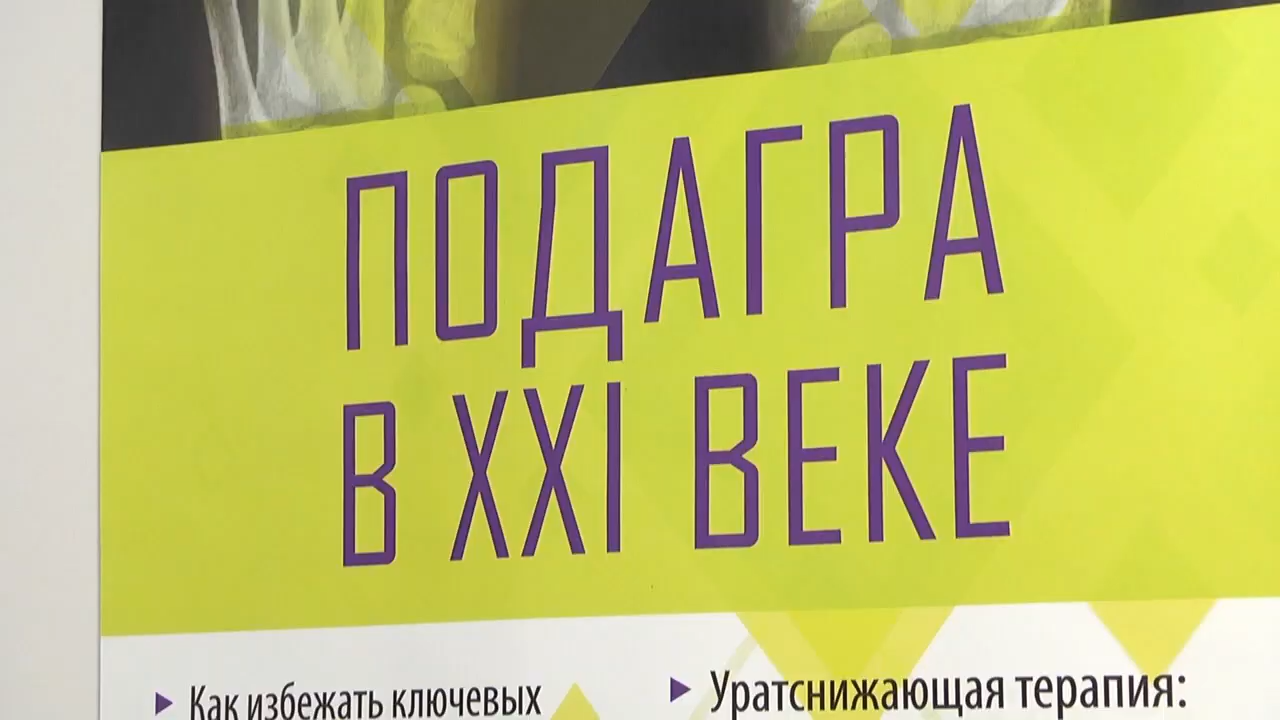 ПОДАГРА
В XXI ВЕКЕ
Как избежать ключевых
Уратснижающая терапия: